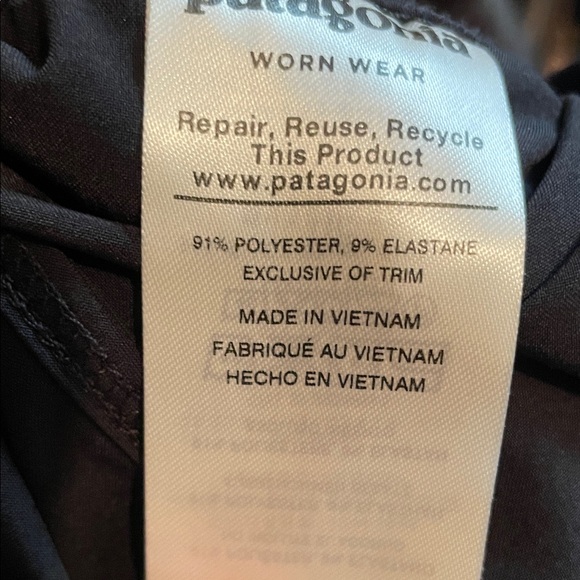 patagonia
WORN WEAR
Repair, Reuse, Recycle
This Product
www.patagonia.com
91% POLYESTER, 9% ELASTANE
EXCLUSIVE OF TRIM
MADE IN VIETNAM
FABRIQUÉ AU VIETNAM
HECHO EN VIETNAM